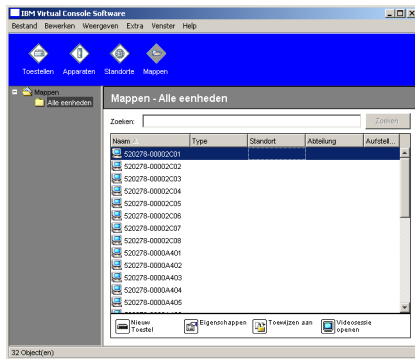 IBM Virtual Console Software
Bestand Bewerken Weergeven Extra Venster Help
Toestellen Apparaten Standorte Mappen
Mappen
Alle eenheden
Mappen - Alle eenheden
Zoeken: Zoeken
Naam Type Standort Abteilung Aufstell...
520278-00002C01
520278-00002C02
520278-00002C03
520278-00002C04
520278-00002C05
520278-00002C06
520278-00002C07
520278-00002C08
520278-0000A401
520278-0000A402
520278-0000A403
520278-0000A404
520278-0000A405
Nieuw Toestel Eigenschappen Toewijzen aan Videosessie openen
32 Object(en)